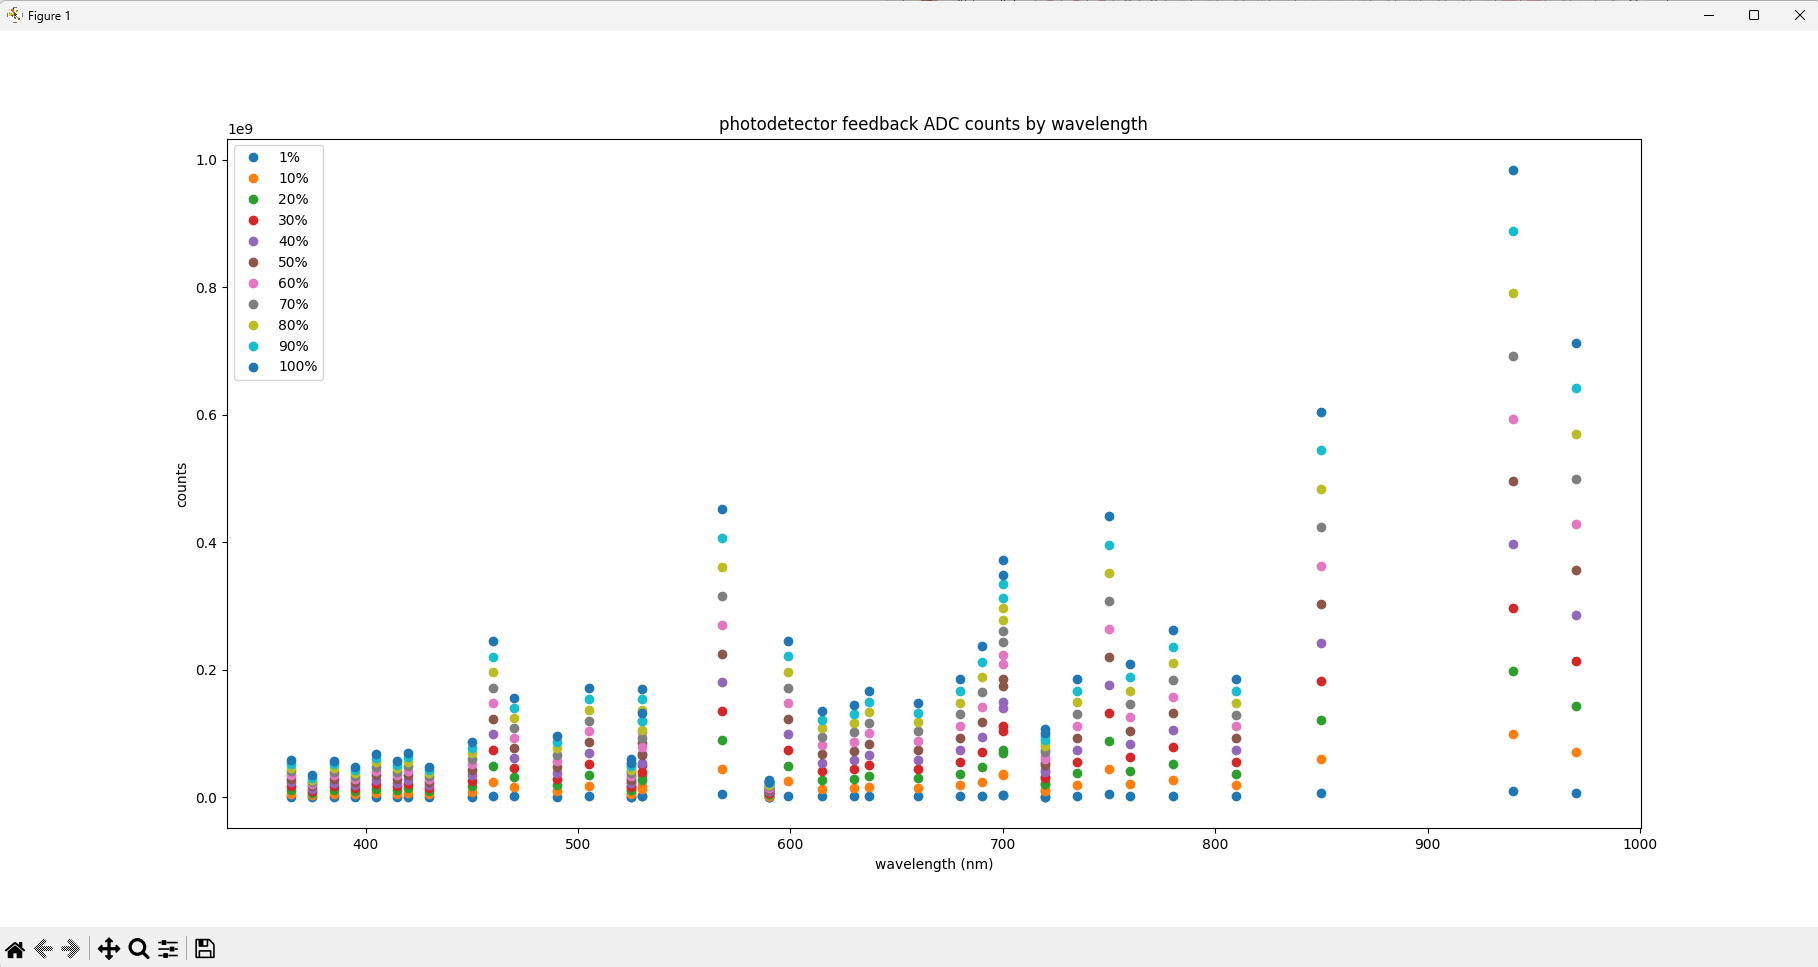 Figure 1
photodetector feedback ADC counts by wavelength
1e9
1.0
0.8
0.6
0.4
0.2
0.0
counts
1%
10%
20%
30%
40%
50%
60%
70%
80%
90%
100%
400 500 600 700 800 900 1000
wavelength (nm)